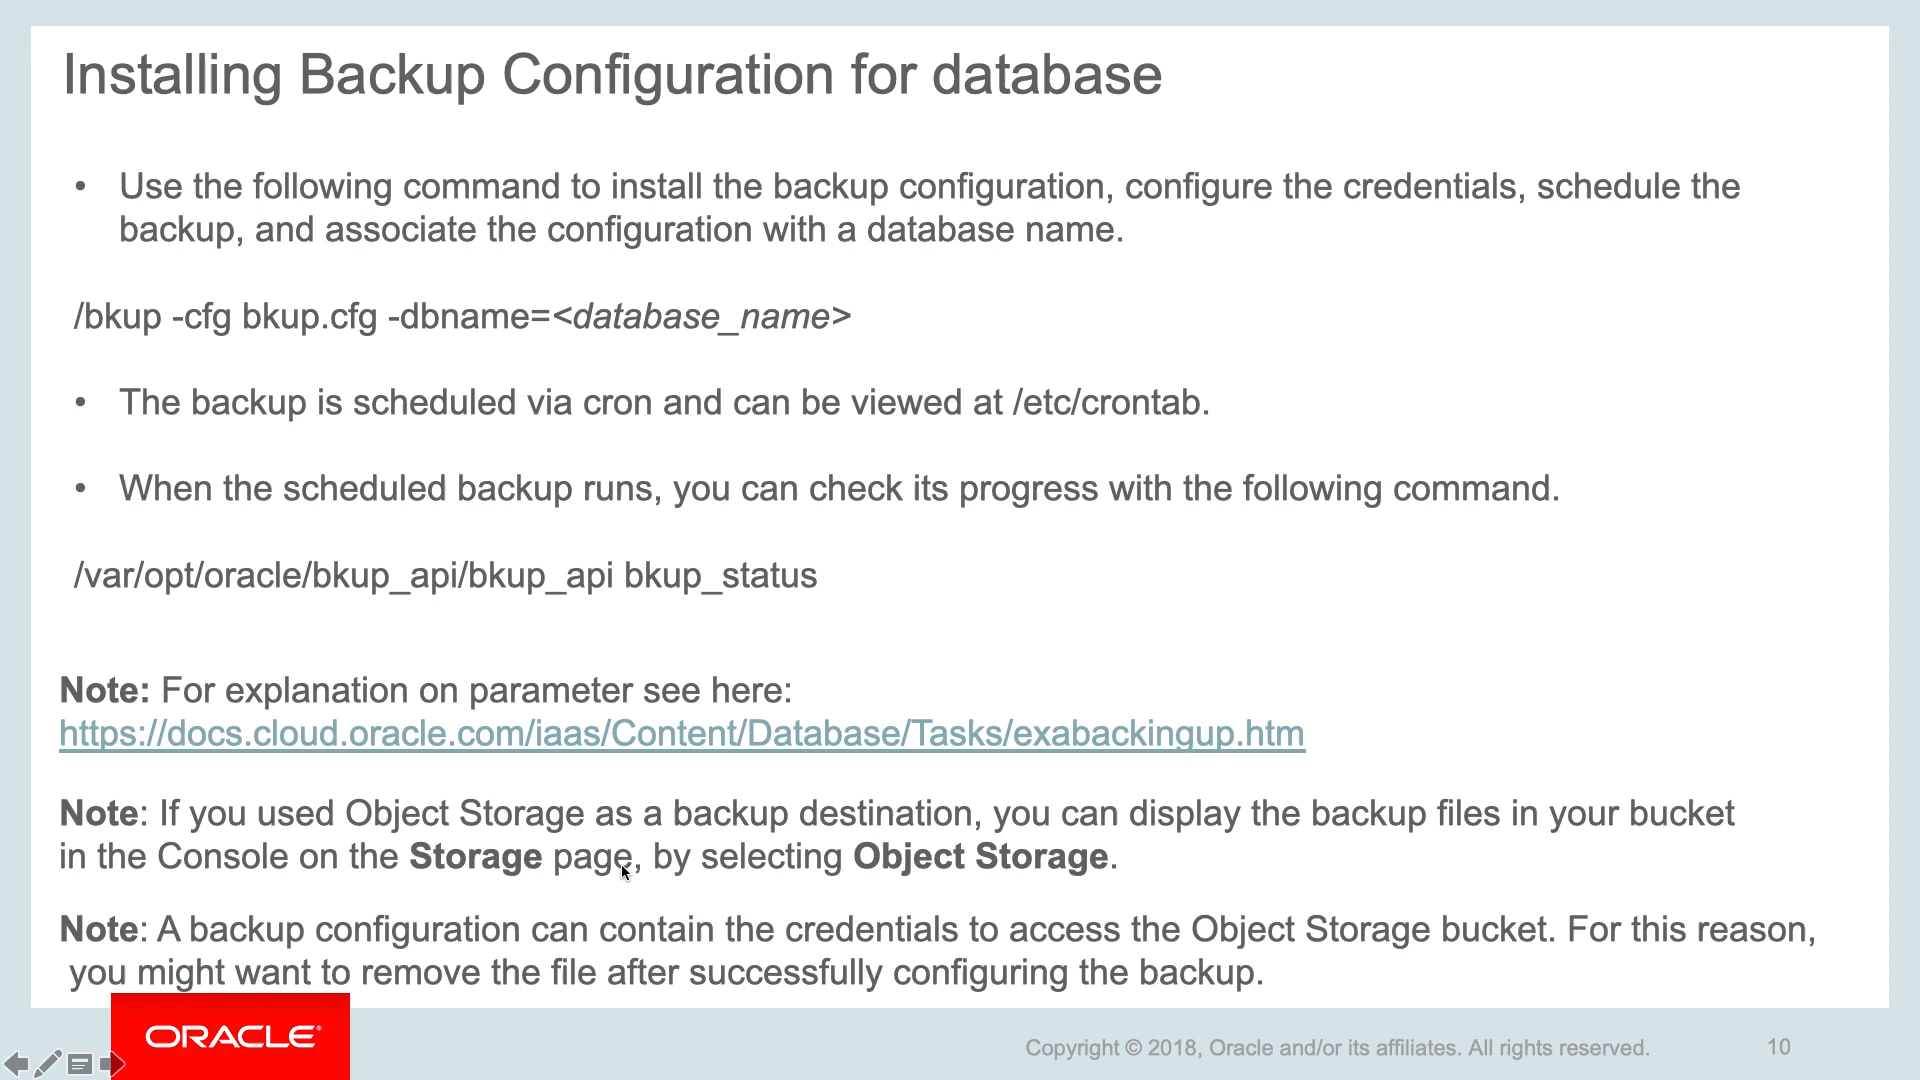 Installing Backup Configuration for database
• Use the following command to install the backup configuration, configure the credentials, schedule the
backup, and associate the configuration with a database name.
/bkup -cfg bkup.cfg -dbname=<database_name>
• The backup is scheduled via cron and can be viewed at /etc/crontab.
• When the scheduled backup runs, you can check its progress with the following command.
/var/opt/oracle/bkup_api/bkup_api bkup_status
Note: For explanation on parameter see here:
https://docs.cloud.oracle.com/iaas/Content/Database/Tasks/exabackingup.htm
Note: If you used Object Storage as a backup destination, you can display the backup files in your bucket
in the Console on the Storage page, by selecting Object Storage.
Note: A backup configuration can contain the credentials to access the Object Storage bucket. For this reason,
you might want to remove the file after successfully configuring the backup.
ORACLE®
Copyright © 2018, Oracle and/or its affiliates. All rights reserved. 10